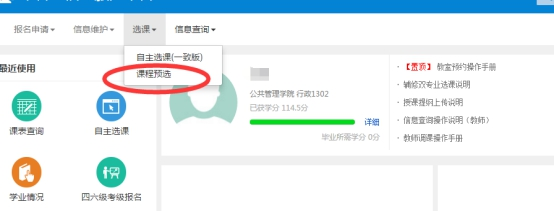 报名申请 信息维护 选课 信息查询
自主选课(一致版)
课程预选
最近使用
课表查询 自主选课
学业情况 四六级考级报名
公共管理学院 行政1302
已获学分 114.5分
详细
毕业所需学分 0分
·【置顶】教室预约操作手册
· 辅修改专业选课说明
· 授课提纲上传说明
· 信息查询操作说明(教师)
· 教师调课操作手册